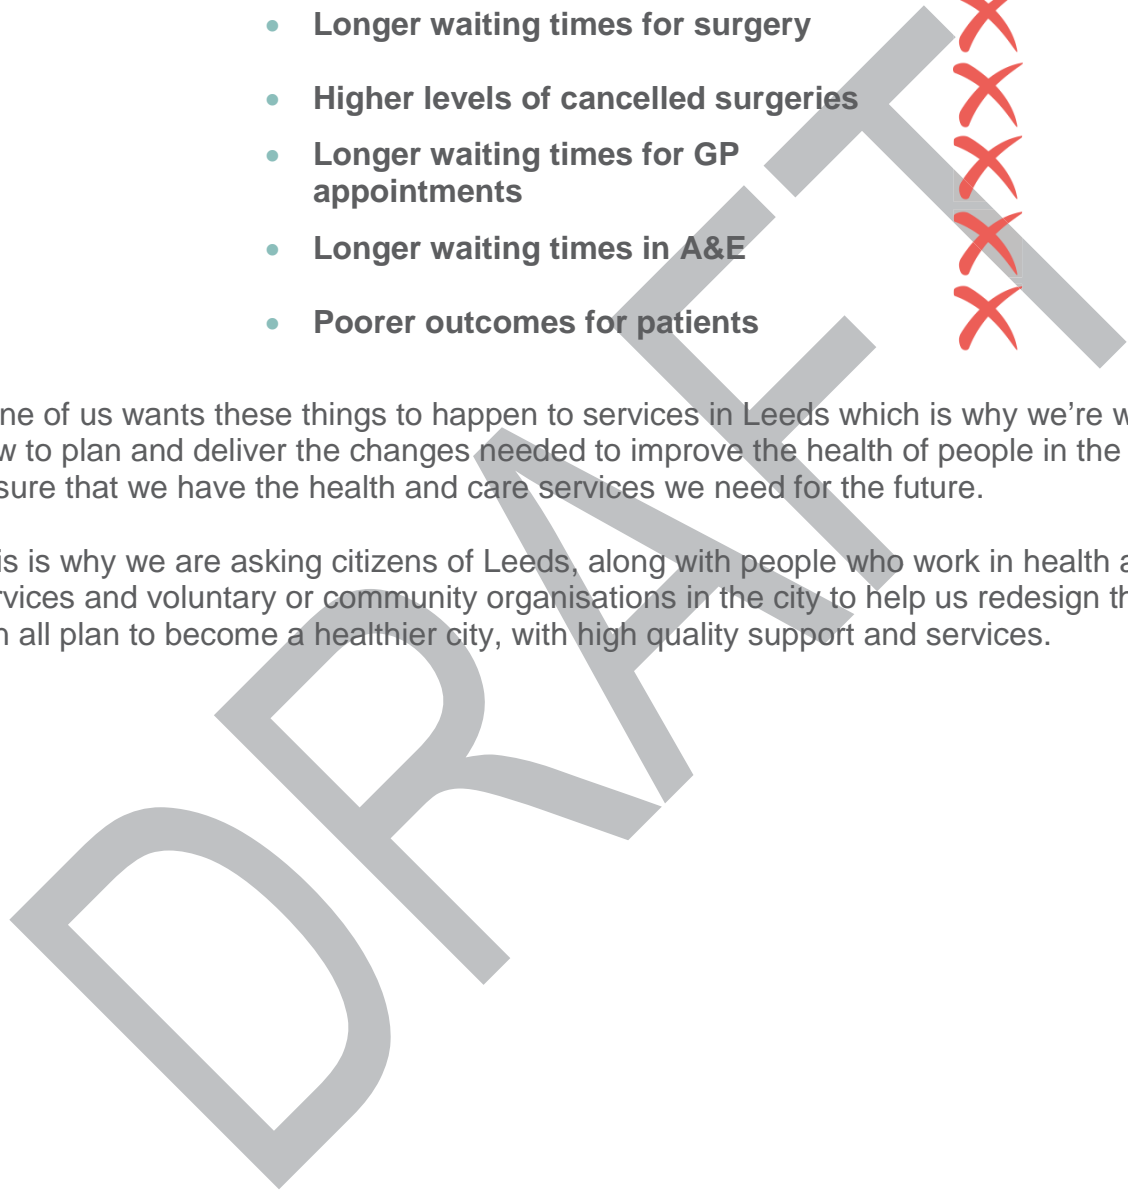 • Longer waiting times for surgery
• Higher levels of cancelled surgeries
• Longer waiting times for GP
appointments
• Longer waiting times in A&E
• Poorer outcomes for patients
ne of us wants these things to happen to services in Leeds which is why we’re w
w to plan and deliver the changes needed to improve the health of people in the
sure that we have the health and care services we need for the future.
is is why we are asking citizens of Leeds, along with people who work in health a
rvices and voluntary or community organisations in the city to help us redesign th
n all plan to become a healthier city, with high quality support and services.
DRAFT